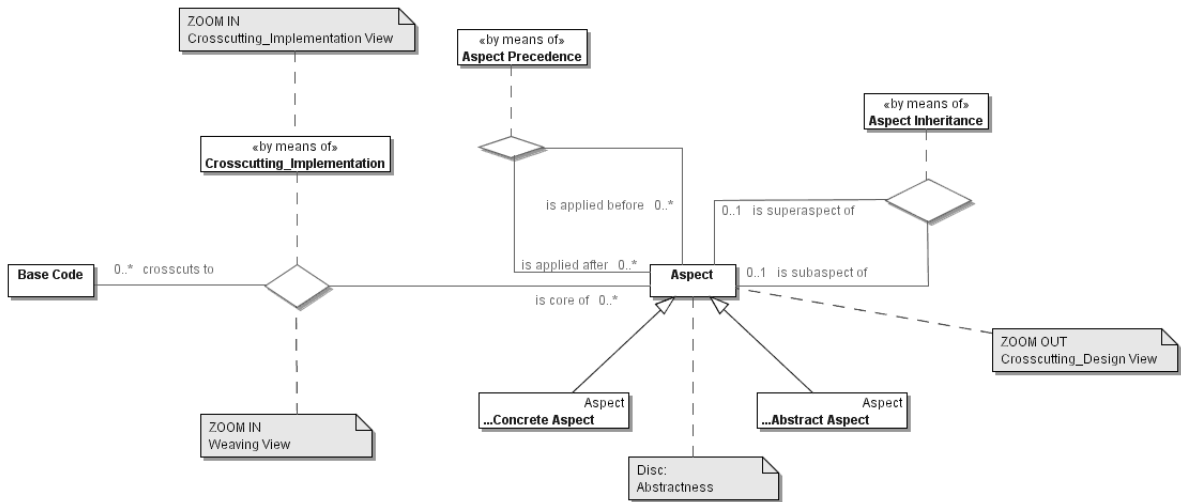 ZOOM IN
Crosscutting_Implementation View
«by means of»
Aspect Precedence
«by means of»
Aspect Inheritance
«by means of»
Crosscutting_Implementation
is applied before 0..*
0..1 is superaspect of
Base Code
0..* crosscuts to
is applied after 0..*
Aspect
0..1 is subaspect of
is core of 0..*
ZOOM OUT
Crosscutting_Design View
Aspect
...Concrete Aspect
Aspect
...Abstract Aspect
ZOOM IN
Weaving View
Disc:
Abstractness